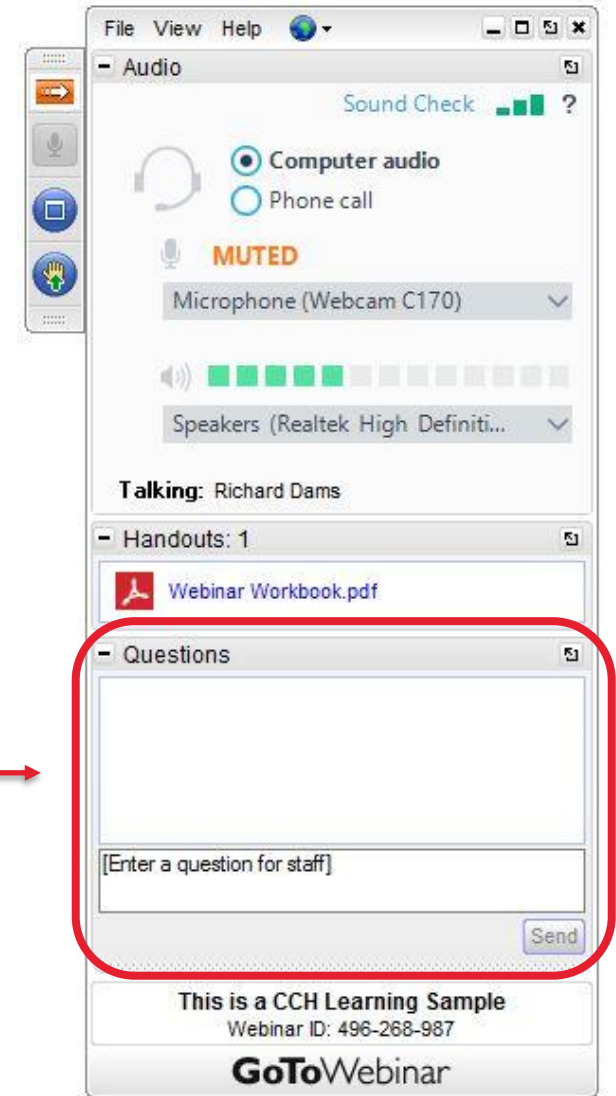 File View Help
Audio
Sound Check ?
Computer audio
Phone call
MUTED
Microphone (Webcam C170)
Speakers (Realtek High Definiti...
Talking: Richard Dams
Handouts: 1
Webinar Workbook.pdf
Questions
[Enter a question for staff]
Send
This is a CCH Learning Sample
Webinar ID: 496-268-987
GoToWebinar